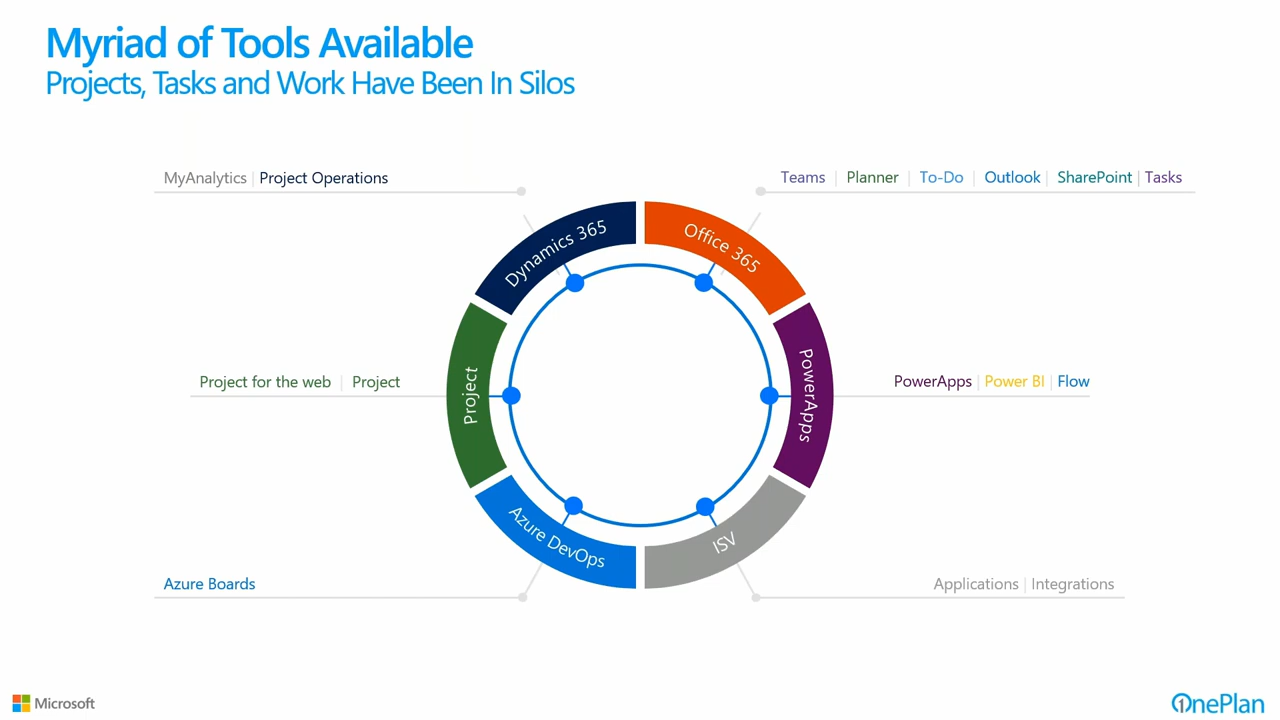 Myriad of Tools Available
Projects, Tasks and Work Have Been In Silos
MyAnalytics | Project Operations
Teams | Planner | To-Do | Outlook | SharePoint | Tasks
Dynamics 365
Office 365
Project for the web | Project
Project
PowerApps
PowerApps | Power BI | Flow
Azure DevOps
ISV
Azure Boards
Applications | Integrations
Microsoft
OnePlan